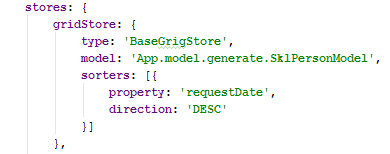 stores: {
gridStore: {
type: 'BaseGrigStore',
model: 'App.model.generate.SklPersonModel',
sorters: [{
property: 'requestDate',
direction: 'DESC'
}]
},